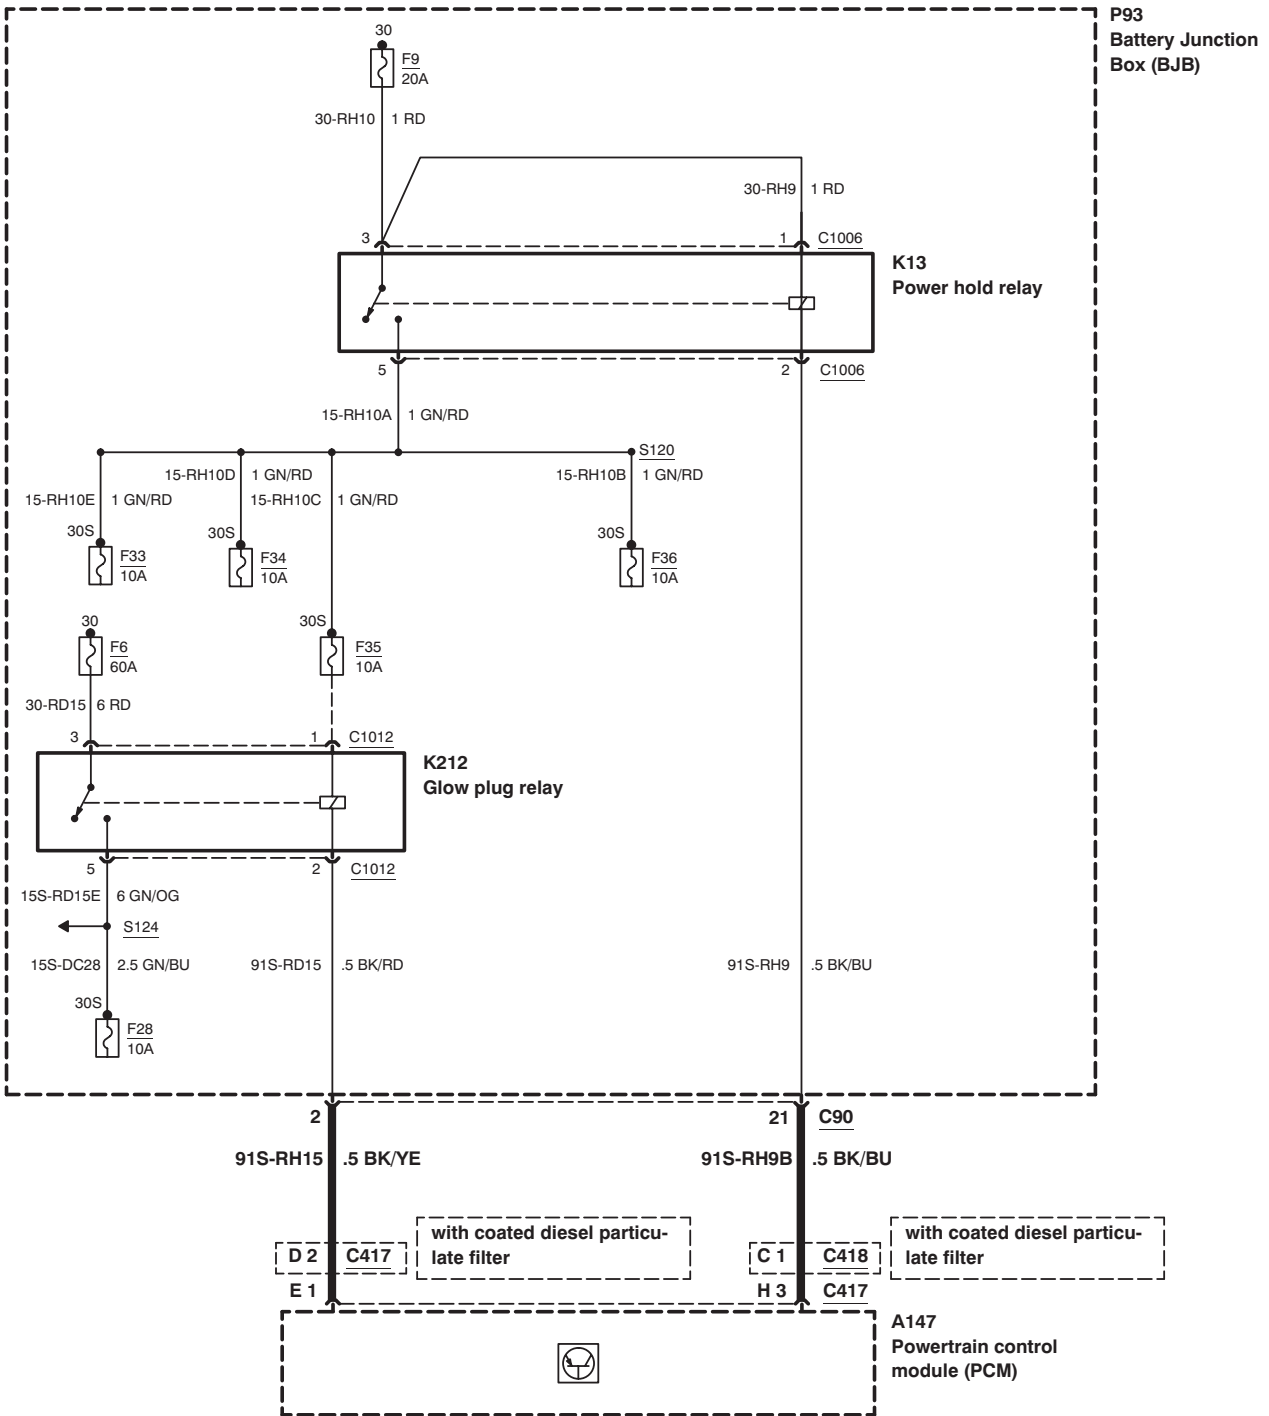 P93
Battery Junction
Box (BJB)
30
F9
20A
30-RH10 1 RD
30-RH9 1 RD
3 1 C1006
K13
Power hold relay
5 2 C1006
15-RH10A 1 GN/RD
S120
15-RH10D 1 GN/RD 15-RH10B 1 GN/RD
15-RH10E 1 GN/RD 15-RH10C 1 GN/RD
30S 30S 30S
F33 F34 F36
10A 10A 10A
30 30S
F6 F35
60A 10A
30-RD15 6 RD
3 1 C1012
K212
Glow plug relay
5 2 C1012
15S-RD15E 6 GN/OG
S124
15S-DC28 2.5 GN/BU 91S-RD15 .5 BK/RD 91S-RH9 .5 BK/BU
30S
F28
10A
2 21 C90
91S-RH15 .5 BK/YE 91S-RH9B .5 BK/BU
with coated diesel particu-
late filter
with coated diesel particu-
late filter
D 2 C417 C 1 C418
E 1 H 3 C417
A147
Powertrain control
module (PCM)